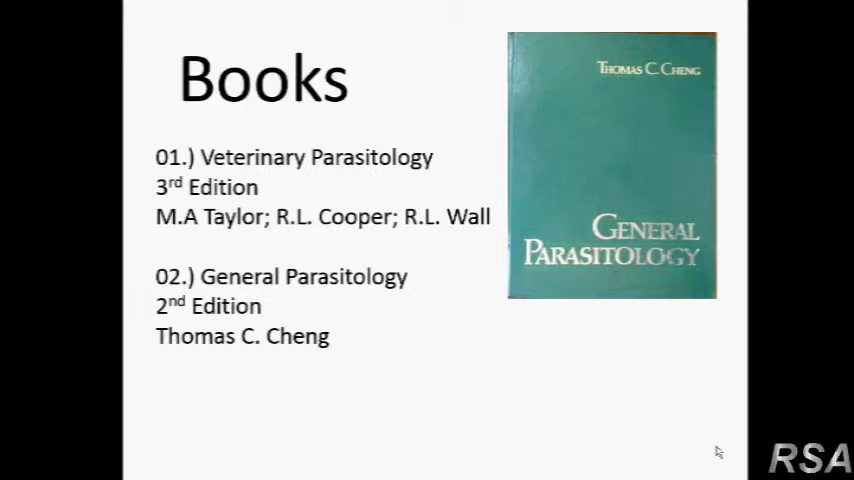 Books
01.) Veterinary Parasitology
3rd Edition
M.A Taylor; R.L. Cooper; R.L. Wall
02.) General Parasitology
2nd Edition
Thomas C. Cheng
THOMAS C. CHENG
GENERAL
PARASITOLOGY
RSA